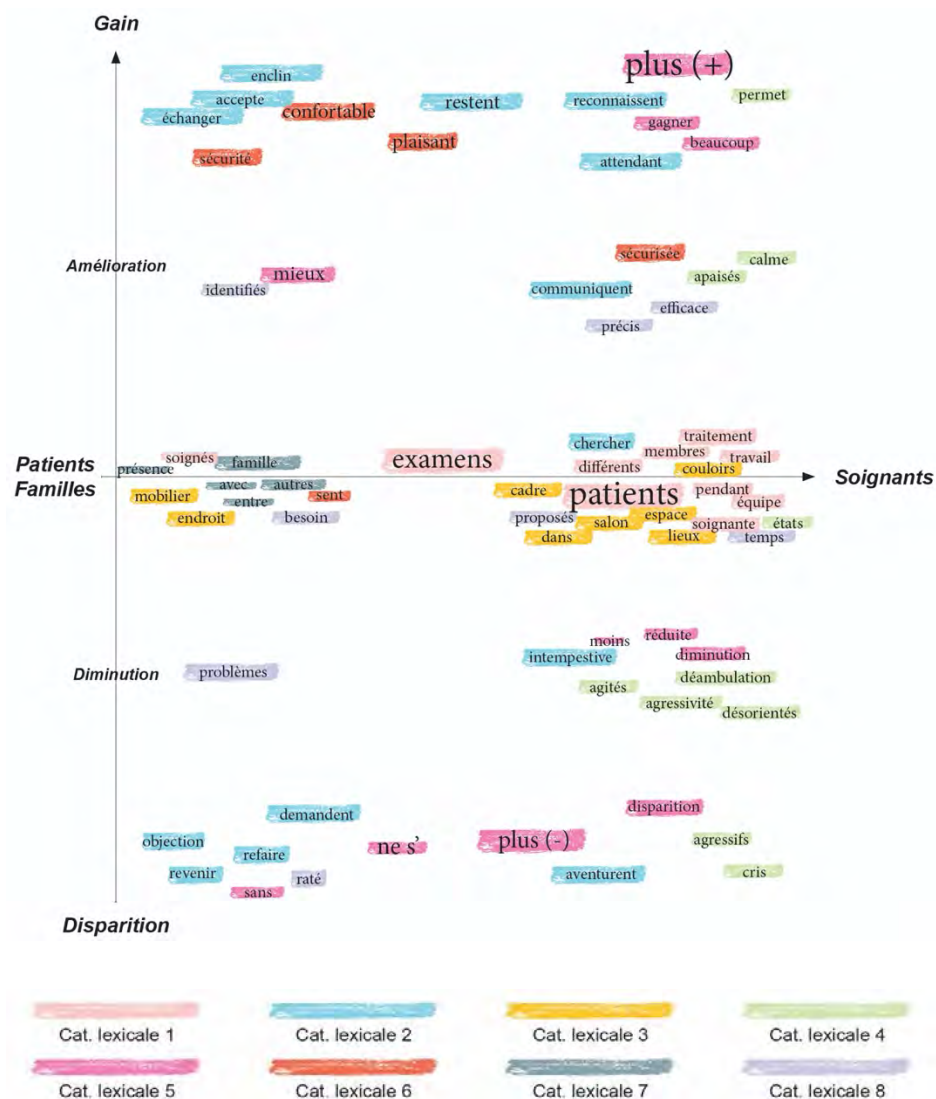 Gain
plus (+)
enclin
accepte
confortable
restent
reconnaissent
permet
échanger
gagner
plaisant
beaucoup
sécurité
attendant
Amélioration
sécurisée
calme
mieux
apaisés
identifiés
communiquent
efficace
précis
chercher
traitement
membres
travail
soignés
famille
examens
différents
couloirs
présence
Patients
Familles
Soignants
avec
autres
mobilier
entre
sent
cadre
patients
pendant
équipe
endroit
besoin
proposés
salon
espace
soignante
états
dans
lieux
temps
moins
réduite
intempestive
diminution
Diminution
problèmes
déambulation
agités
agressivité
désorientés
disparition
demandent
objection
refaire
ne s'
plus (-)
agressifs
revenir
raté
aventurent
cris
sans
Disparition
Cat. lexicale 1
Cat. lexicale 2
Cat. lexicale 3
Cat. lexicale 4
Cat. lexicale 5
Cat. lexicale 6
Cat. lexicale 7
Cat. lexicale 8